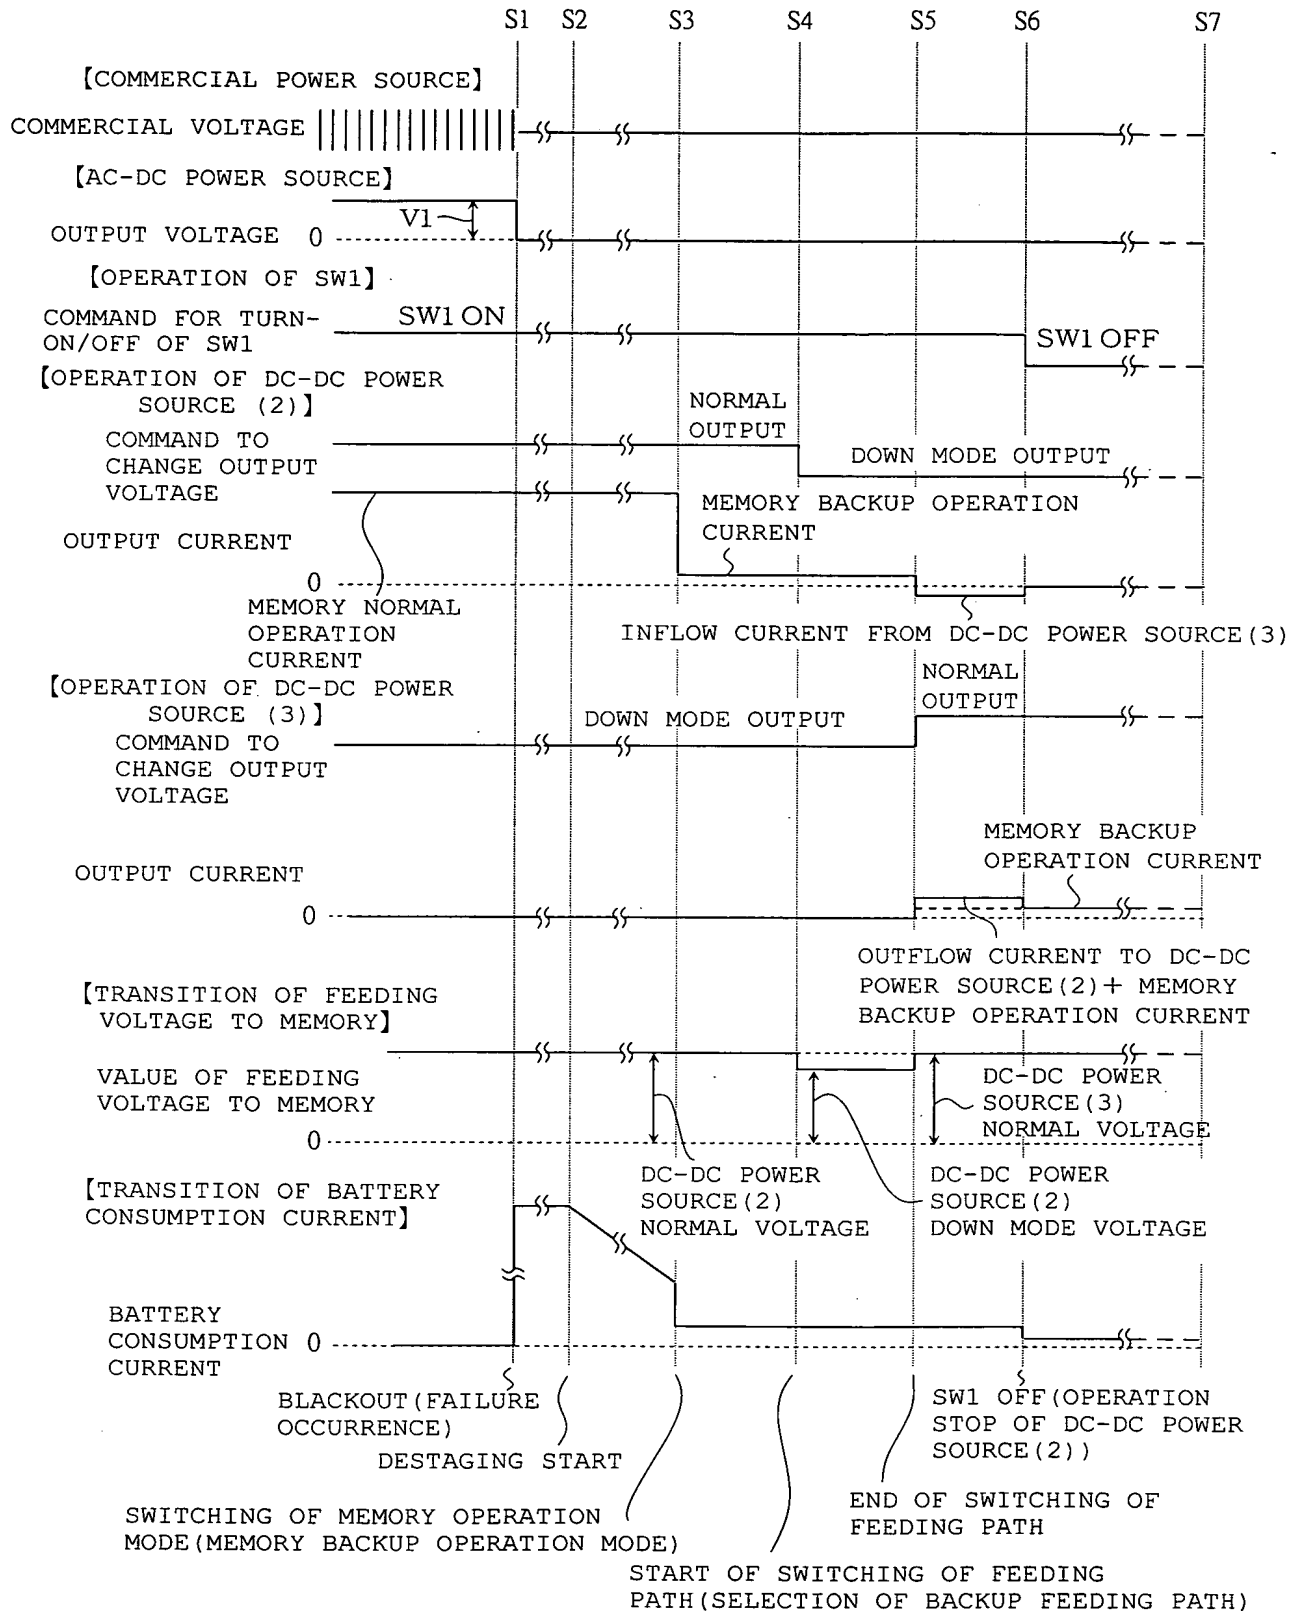 S1 S2 S3 S4 S5 S6 S7
【COMMERCIAL POWER SOURCE】
COMMERCIAL VOLTAGE
【AC-DC POWER SOURCE】
V1
OUTPUT VOLTAGE 0
【OPERATION OF SW1】
COMMAND FOR TURN-
ON/OFF OF SW1
SW1 ON
SW1 OFF
【OPERATION OF DC-DC POWER
SOURCE (2)】
NORMAL
OUTPUT
COMMAND TO
CHANGE OUTPUT
VOLTAGE
DOWN MODE OUTPUT
MEMORY BACKUP OPERATION
CURRENT
OUTPUT CURRENT
0
MEMORY NORMAL
OPERATION
CURRENT
INFLOW CURRENT FROM DC-DC POWER SOURCE(3)
【OPERATION OF DC-DC POWER
SOURCE (3)】
NORMAL
OUTPUT
DOWN MODE OUTPUT
COMMAND TO
CHANGE OUTPUT
VOLTAGE
MEMORY BACKUP
OPERATION CURRENT
OUTPUT CURRENT
0
OUTFLOW CURRENT TO DC-DC
POWER SOURCE(2)+ MEMORY
BACKUP OPERATION CURRENT
【TRANSITION OF FEEDING
VOLTAGE TO MEMORY】
VALUE OF FEEDING
VOLTAGE TO MEMORY
0
DC-DC POWER
SOURCE(3)
NORMAL VOLTAGE
DC-DC POWER
SOURCE(2)
NORMAL VOLTAGE
DC-DC POWER
SOURCE(2)
DOWN MODE VOLTAGE
【TRANSITION OF BATTERY
CONSUMPTION CURRENT】
BATTERY
CONSUMPTION 0
CURRENT
BLACKOUT(FAILURE
OCCURRENCE)
DESTAGING START
SWITCHING OF MEMORY OPERATION
MODE(MEMORY BACKUP OPERATION MODE)
START OF SWITCHING OF FEEDING
PATH(SELECTION OF BACKUP FEEDING PATH)
END OF SWITCHING OF
FEEDING PATH
SW1 OFF(OPERATION
STOP OF DC-DC POWER
SOURCE(2))